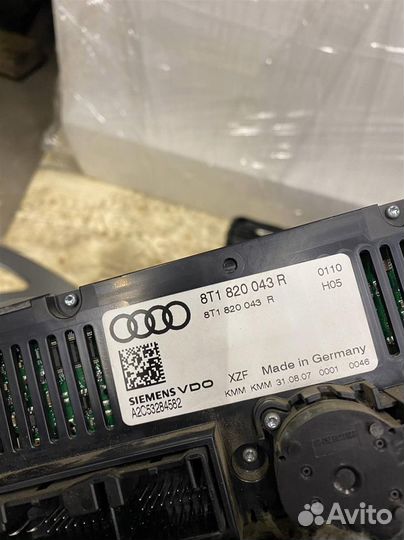 8T1 820 043 R
0110
8T1 820 043 R
H05
SIEMENS VDO
XZF Made in Germany
A2C53284582
KMM KMM 31.08.07 0001 0046
Avito